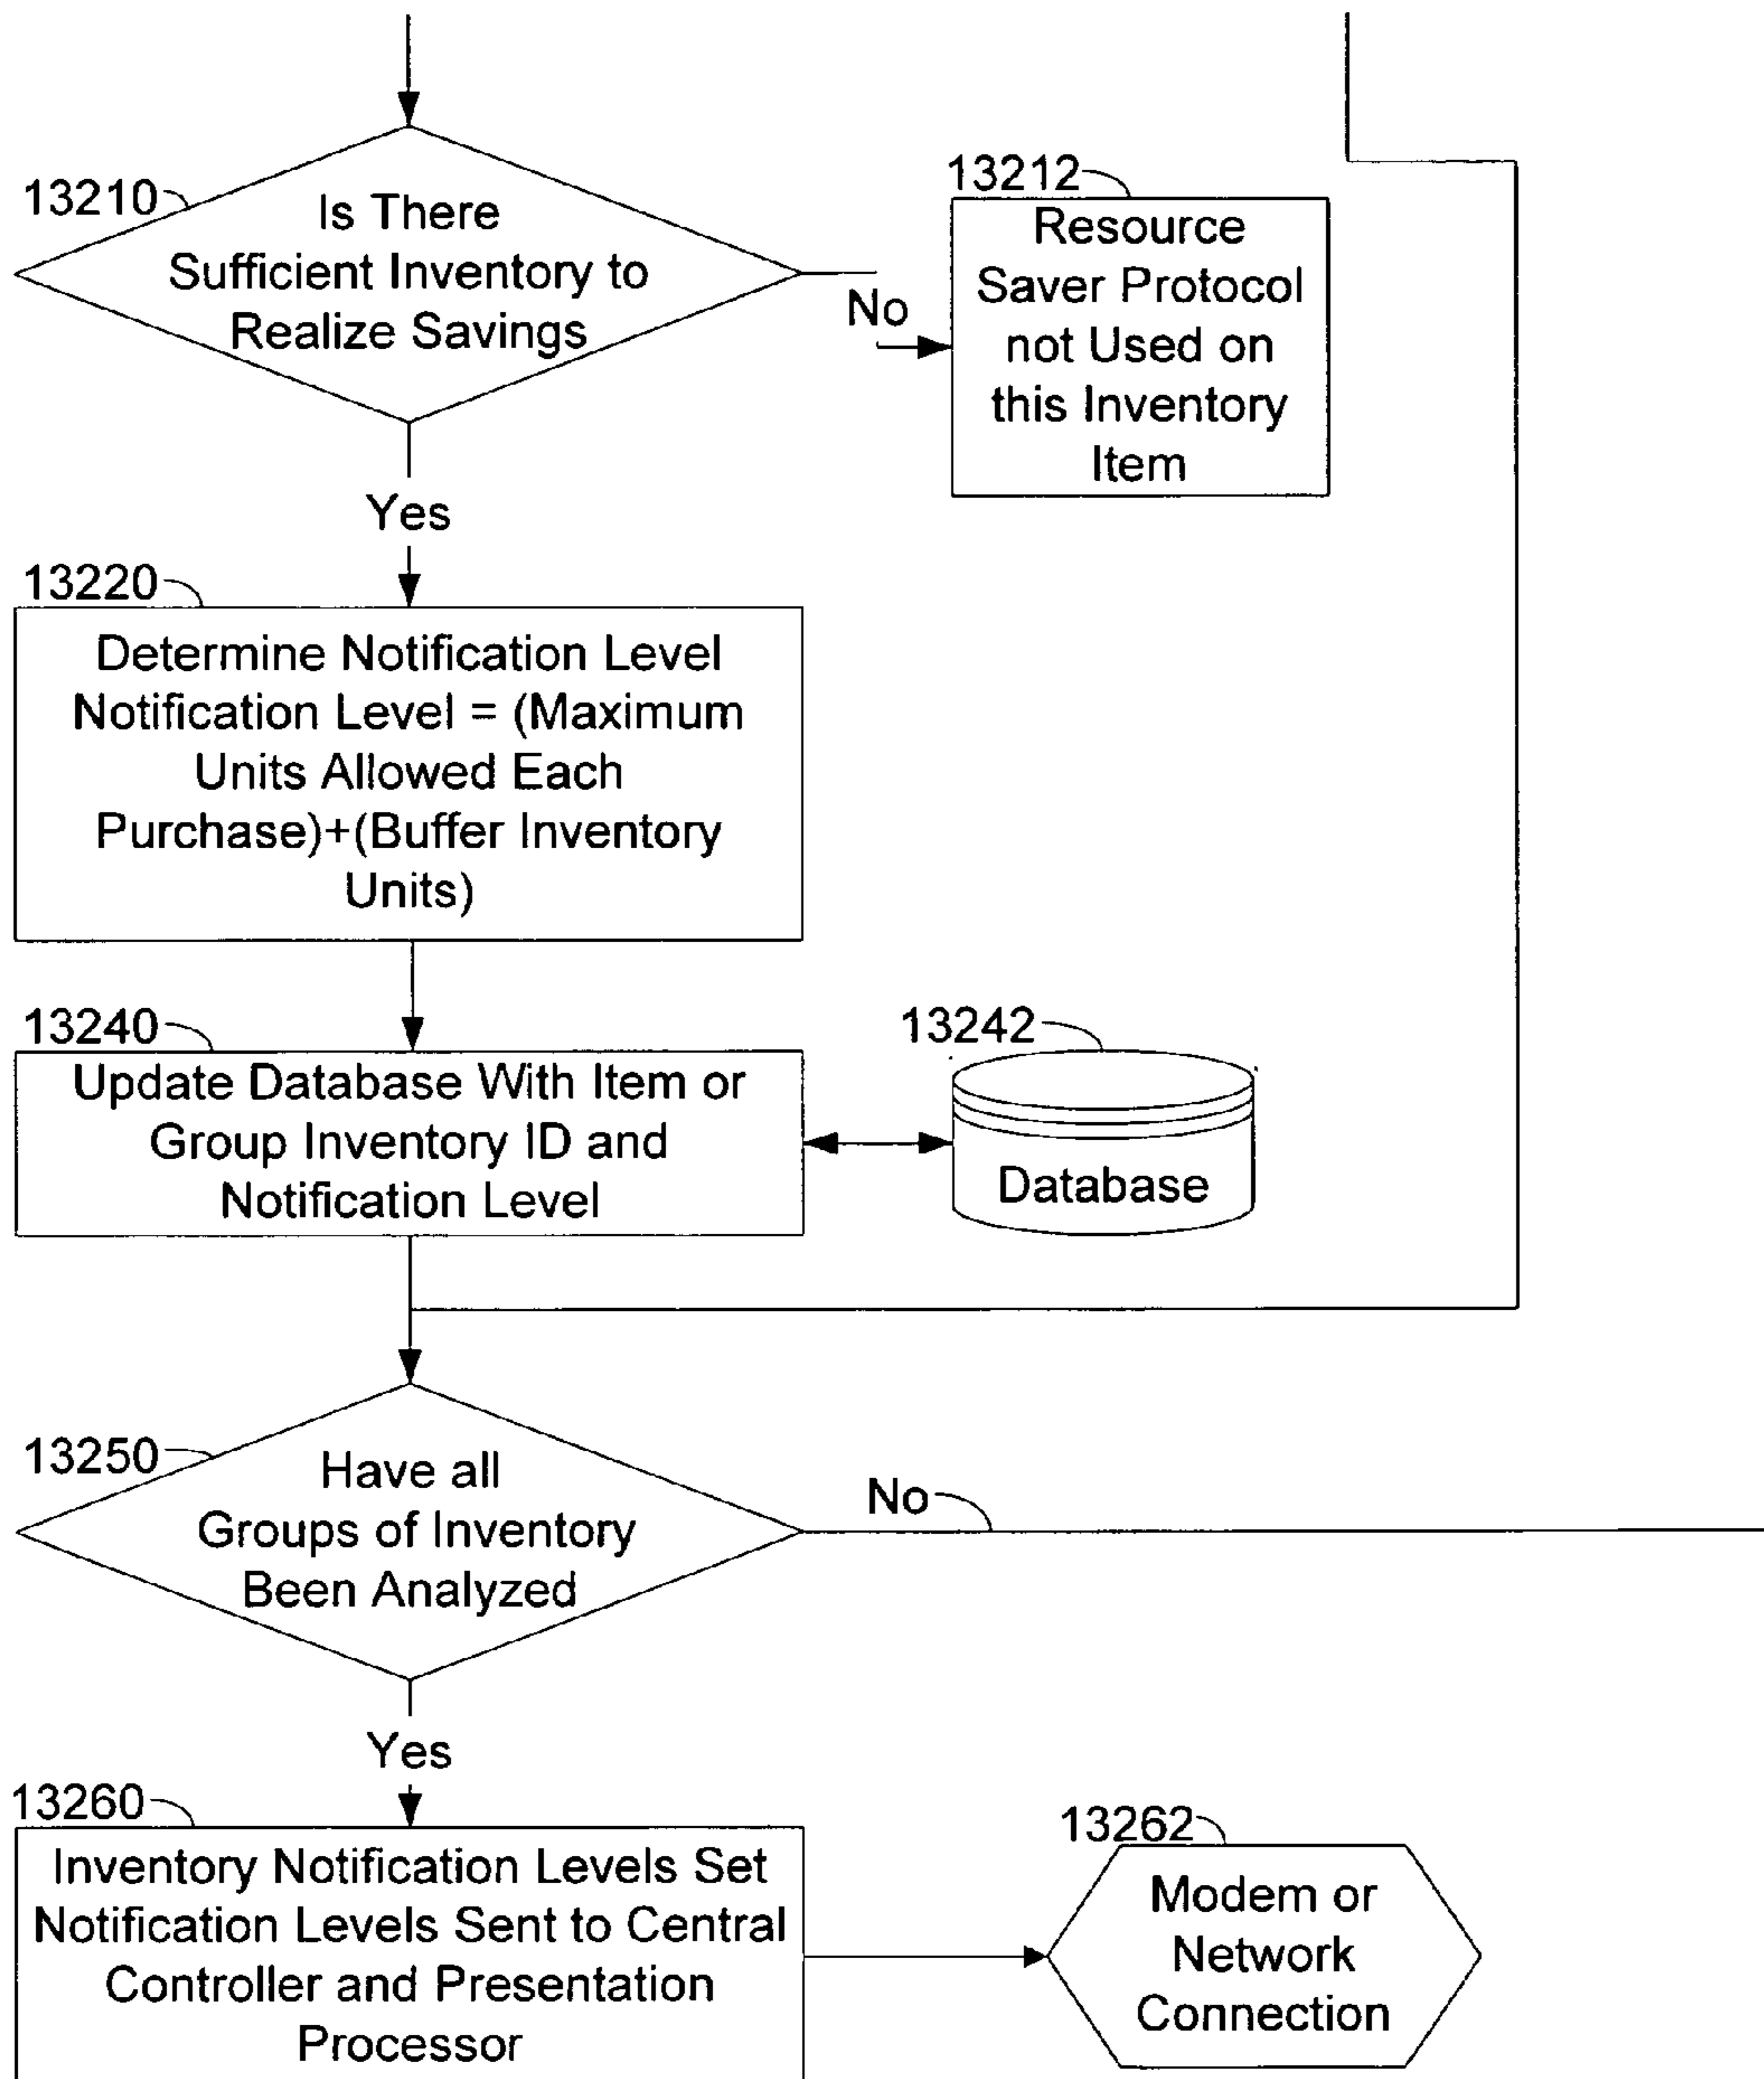 13210
Is There
Sufficient Inventory to
Realize Savings
No
13212
Resource
Saver Protocol
not Used on
this Inventory
Item
Yes
13220
Determine Notification Level
Notification Level = (Maximum
Units Allowed Each
Purchase)+(Buffer Inventory
Units)
13240
Update Database With Item or
Group Inventory ID and
Notification Level
13242
Database
13250
Have all
Groups of Inventory
Been Analyzed
No
Yes
13260
Inventory Notification Levels Set
Notification Levels Sent to Central
Controller and Presentation
Processor
13262
Modem or
Network
Connection